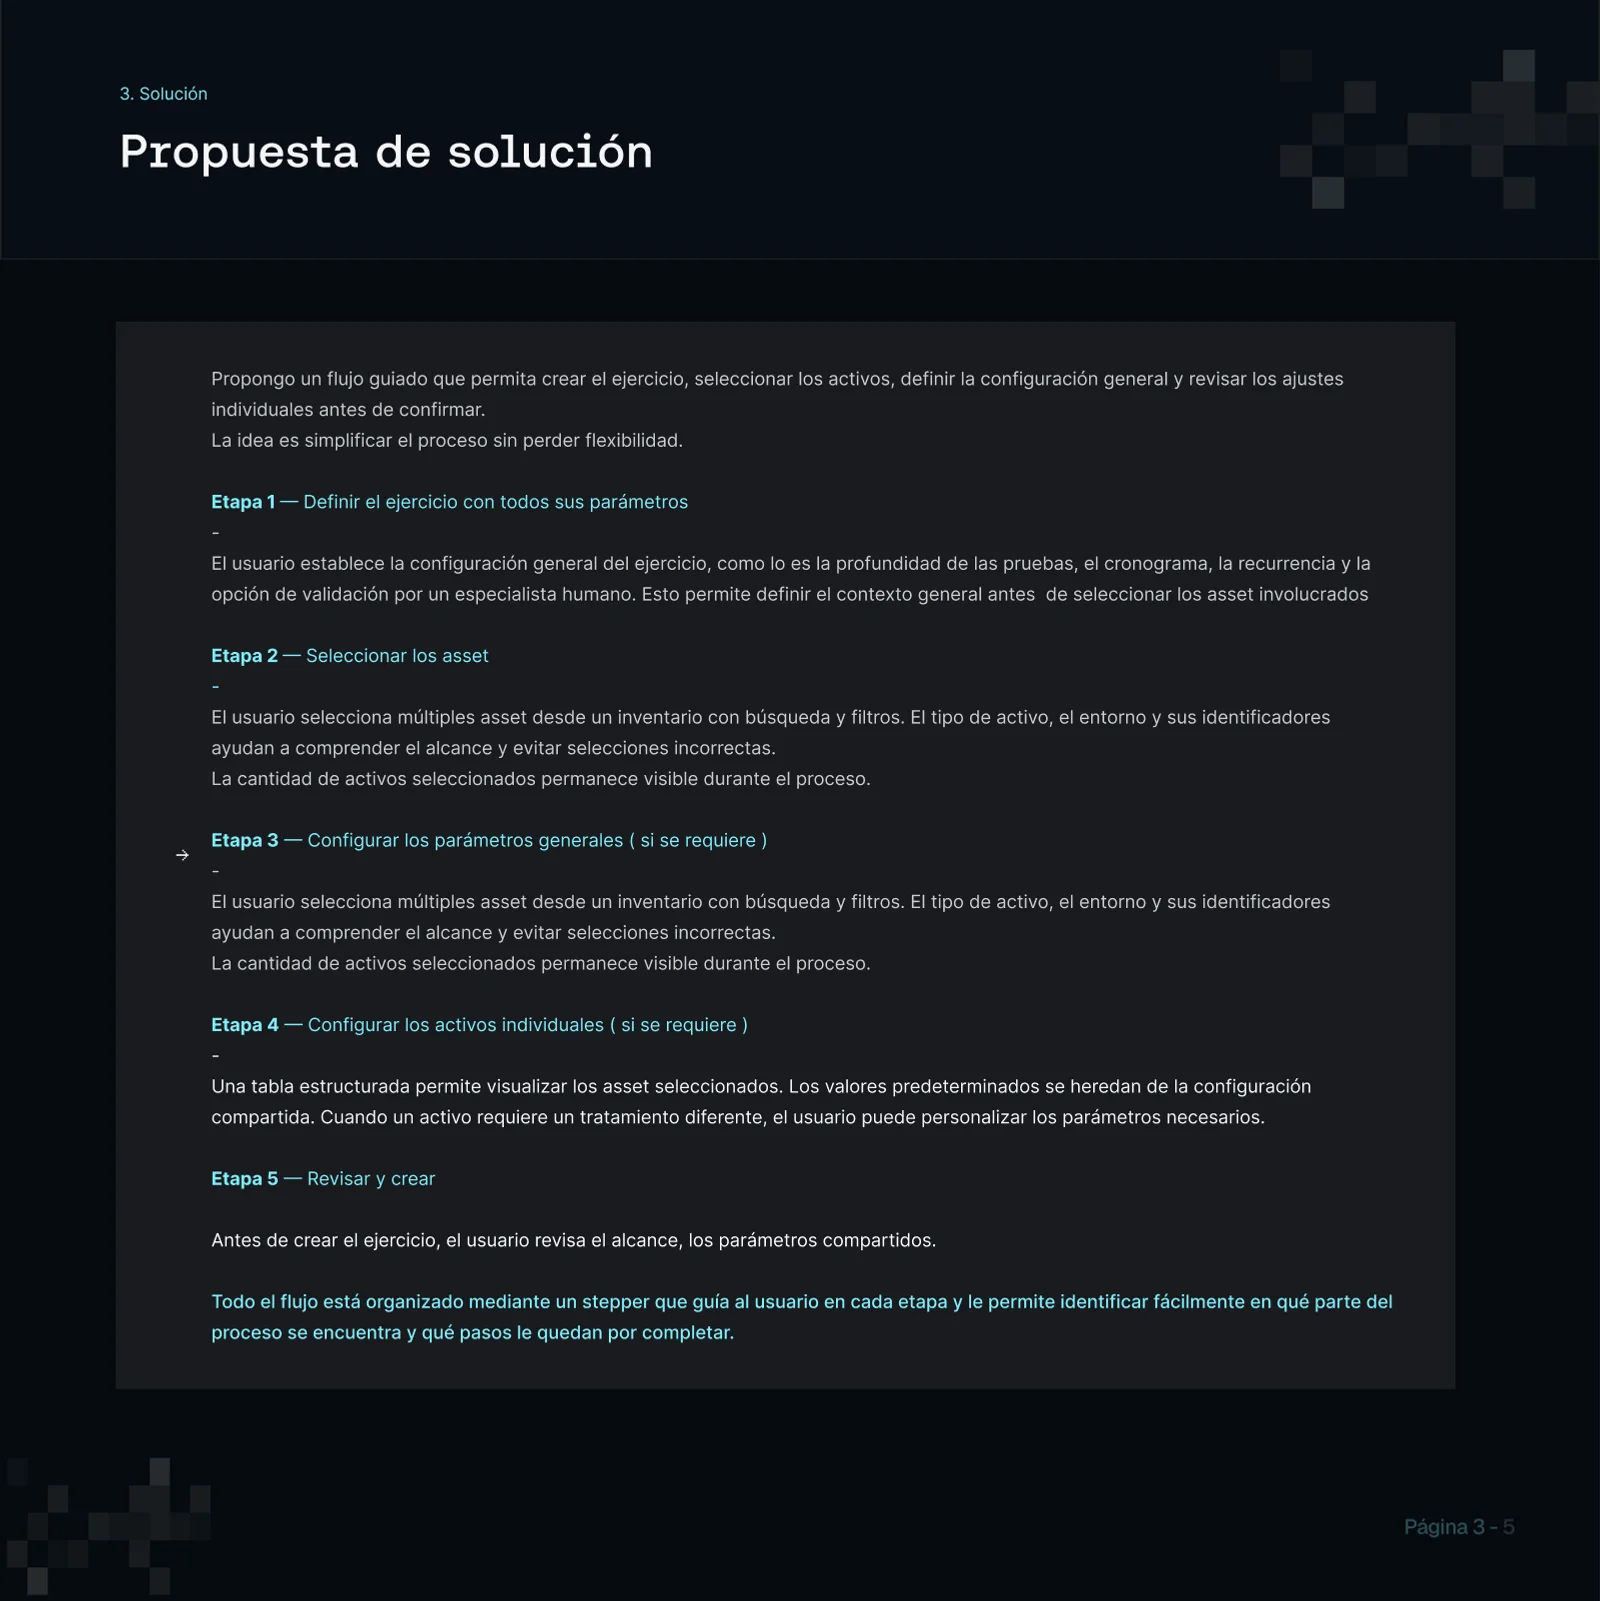 3. Solución
Propuesta de solución
Propongo un flujo guiado que permita crear el ejercicio, seleccionar los activos, definir la configuración general y revisar los ajustes
individuales antes de confirmar.
La idea es simplificar el proceso sin perder flexibilidad.
Etapa 1 — Definir el ejercicio con todos sus parámetros
-
El usuario establece la configuración general del ejercicio, como lo es la profundidad de las pruebas, el cronograma, la recurrencia y la
opción de validación por un especialista humano. Esto permite definir el contexto general antes  de seleccionar los asset involucrados
Etapa 2 — Seleccionar los asset
-
El usuario selecciona múltiples asset desde un inventario con búsqueda y filtros. El tipo de activo, el entorno y sus identificadores
ayudan a comprender el alcance y evitar selecciones incorrectas.
La cantidad de activos seleccionados permanece visible durante el proceso.
→ Etapa 3 — Configurar los parámetros generales ( si se requiere )
-
El usuario selecciona múltiples asset desde un inventario con búsqueda y filtros. El tipo de activo, el entorno y sus identificadores
ayudan a comprender el alcance y evitar selecciones incorrectas.
La cantidad de activos seleccionados permanece visible durante el proceso.
Etapa 4 — Configurar los activos individuales ( si se requiere )
-
Una tabla estructurada permite visualizar los asset seleccionados. Los valores predeterminados se heredan de la configuración
compartida. Cuando un activo requiere un tratamiento diferente, el usuario puede personalizar los parámetros necesarios.
Etapa 5 — Revisar y crear
Antes de crear el ejercicio, el usuario revisa el alcance, los parámetros compartidos.
Todo el flujo está organizado mediante un stepper que guía al usuario en cada etapa y le permite identificar fácilmente en qué parte del
proceso se encuentra y qué pasos le quedan por completar.
Página 3 - 5